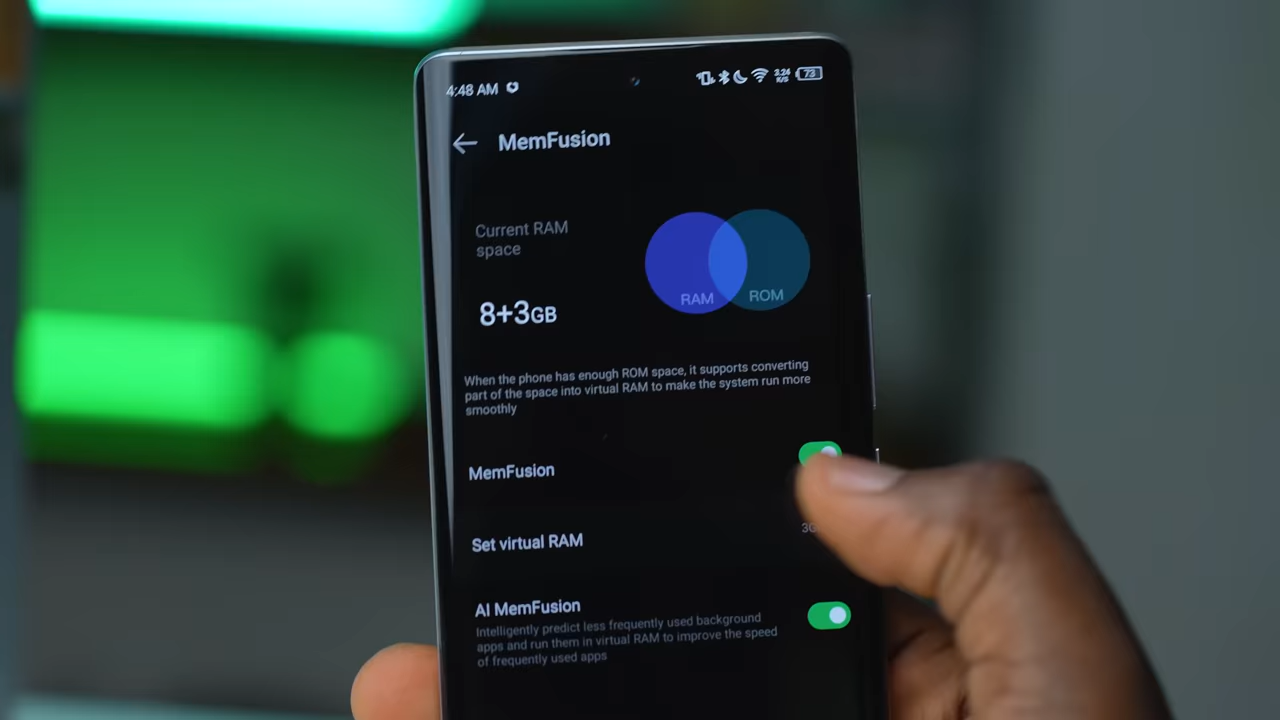 4:48 AM
3.24
K/S
73
MemFusion
Current RAM
space
8+3GB
RAM
ROM
When the phone has enough ROM space, it supports converting
part of the space into virtual RAM to make the system run more
smoothly
MemFusion
Set virtual RAM
AI MemFusion
Intelligently predict less frequently used background
apps and run them in virtual RAM to improve the speed
of frequently used apps